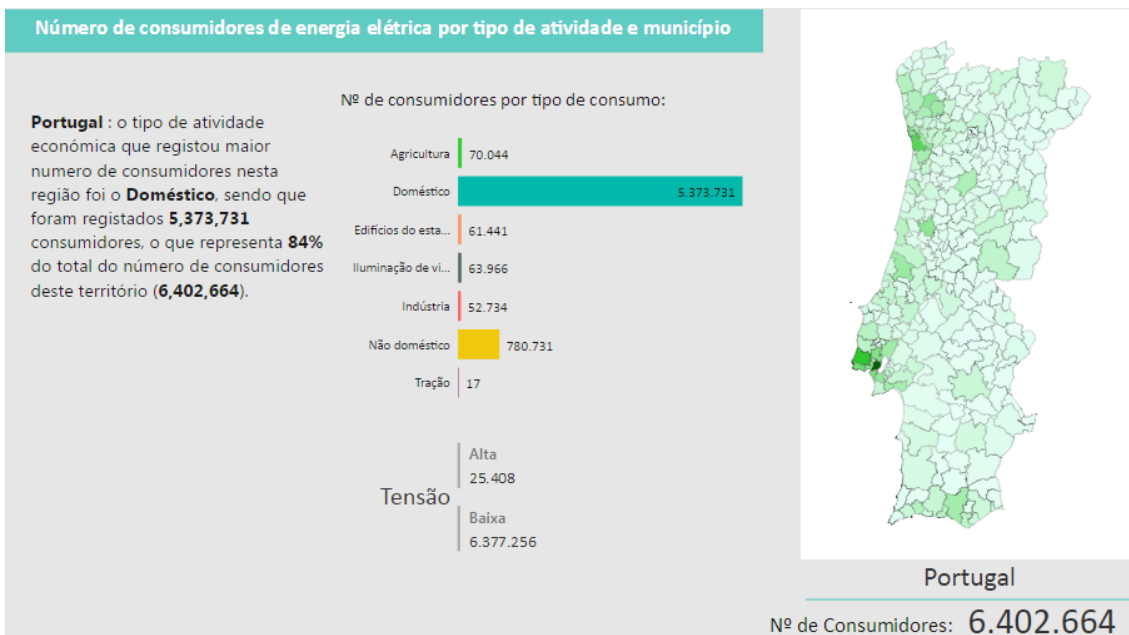 Número de consumidores de energia elétrica por tipo de atividade e município
Portugal : o tipo de atividade
económica que registou maior
numero de consumidores nesta
região foi o Doméstico, sendo que
foram registados 5,373,731
consumidores, o que representa 84%
do total do número de consumidores
deste território (6,402,664).
Nº de consumidores por tipo de consumo:
Agricultura 70.044
Doméstico 5.373.731
Edifícios do esta... 61.441
Iluminação de vi... 63.966
Indústria 52.734
Não doméstico 780.731
Tração 17
Tensão
Alta
25.408
Baixa
6.377.256
Portugal
Nº de Consumidores: 6.402.664